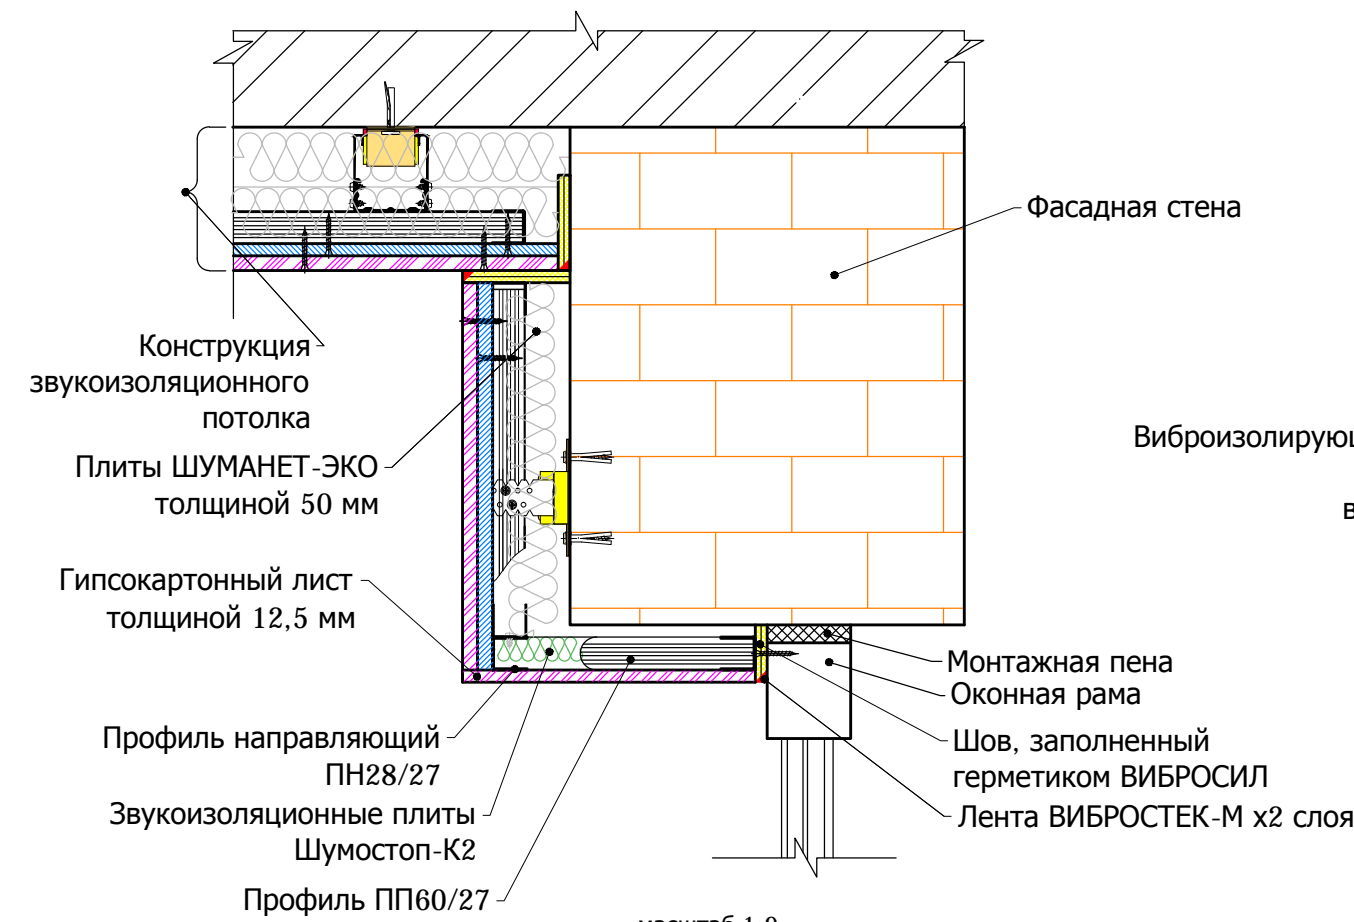 Фасадная стена
Конструкция
звукоизоляционного
потолка
Плиты ШУМАНЕТ-ЭКО
толщиной 50 мм
Гипсокартонный лист
толщиной 12,5 мм
Профиль направляющий
ПН28/27
Звукоизоляционные плиты
Шумостоп-К2
Профиль ПП60/27
Монтажная пена
Оконная рама
Шов, заполненный
герметиком ВИБРОСИЛ
Лента ВИБРОСТЕК-М х2 слоя